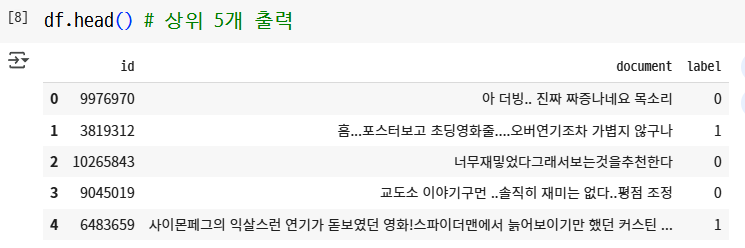 [8] df.head() # 상위 5개 출력
id document label
0 9976970 아 더빙.. 진짜 짜증나네요 목소리 0
1 3819312 흠...포스터보고 초딩영화줄....오버연기조차 가볍지 않구나 1
2 10265843 너무재밓었다그래서보는것을추천한다 0
3 9045019 교도소 이야기구먼 ..솔직히 재미는 없다..평점 조정 0
4 6483659 사이몬페그의 익살스런 연기가 돋보였던 영화!스파이더맨에서 늙어보이기만 했던 커스틴 ... 1